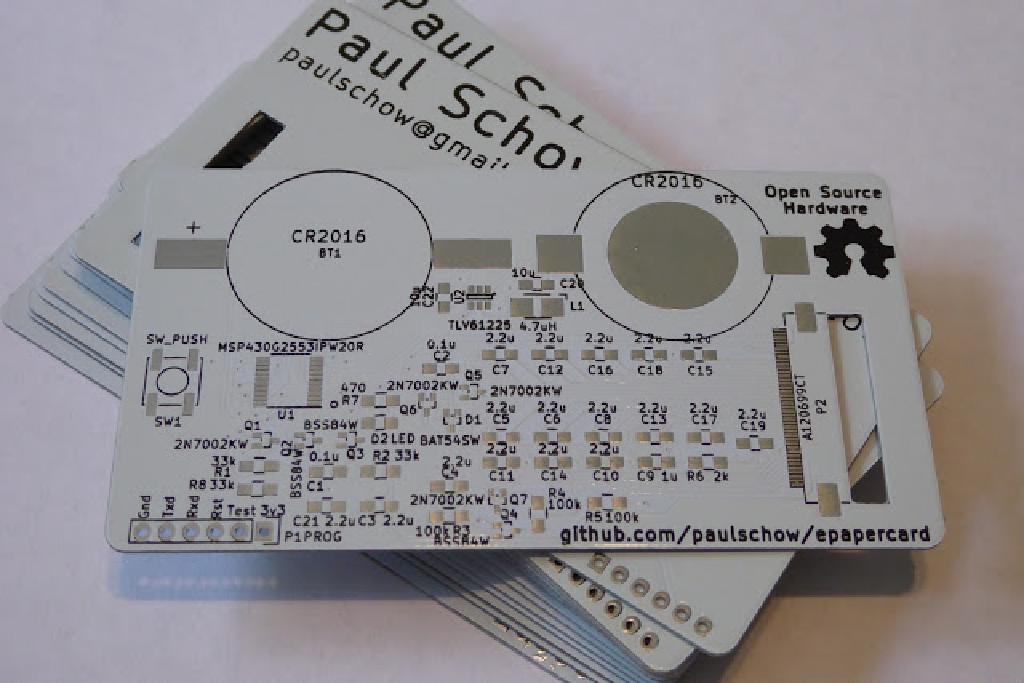 Paul Sc
Paul Scho
paulschow@gmail
CR2016
BT1
+
CR2016
BT2
Open Source
Hardware
10u
C20
C22
U2
L1
TLV61225
4.7uH
SW_PUSH
SW1
MSP430G2553IPW20R
U1
0.1u
C2
2.2u 2.2u 2.2u 2.2u 2.2u
C7 C12 C16 C18 C15
470
R7
2N7002KW
Q5
2N7002KW
Q6
D1
BAT54SW
2.2u 2.2u 2.2u 2.2u 2.2u 2.2u
C5 C6 C8 C13 C17 C19
Q1
2N7002KW
Q2
BSS84W
BSS84W
Q3
D2 LED
33k
R1
R8 33k
0.1u
C1
R2 33k
2.2u
2.2u 2.2u 2.2u
C11 C14 C10 C9 1u R6 2k
2N7002KW
Q7
Q4
R4
100k
R5 100k
C21 2.2u C3 2.2u
100k R3
BSS84W
A120699CT
P2
Gnd Txd Rxd Rst Test 3v3
P1PROG
github.com/paulschow/epapercard